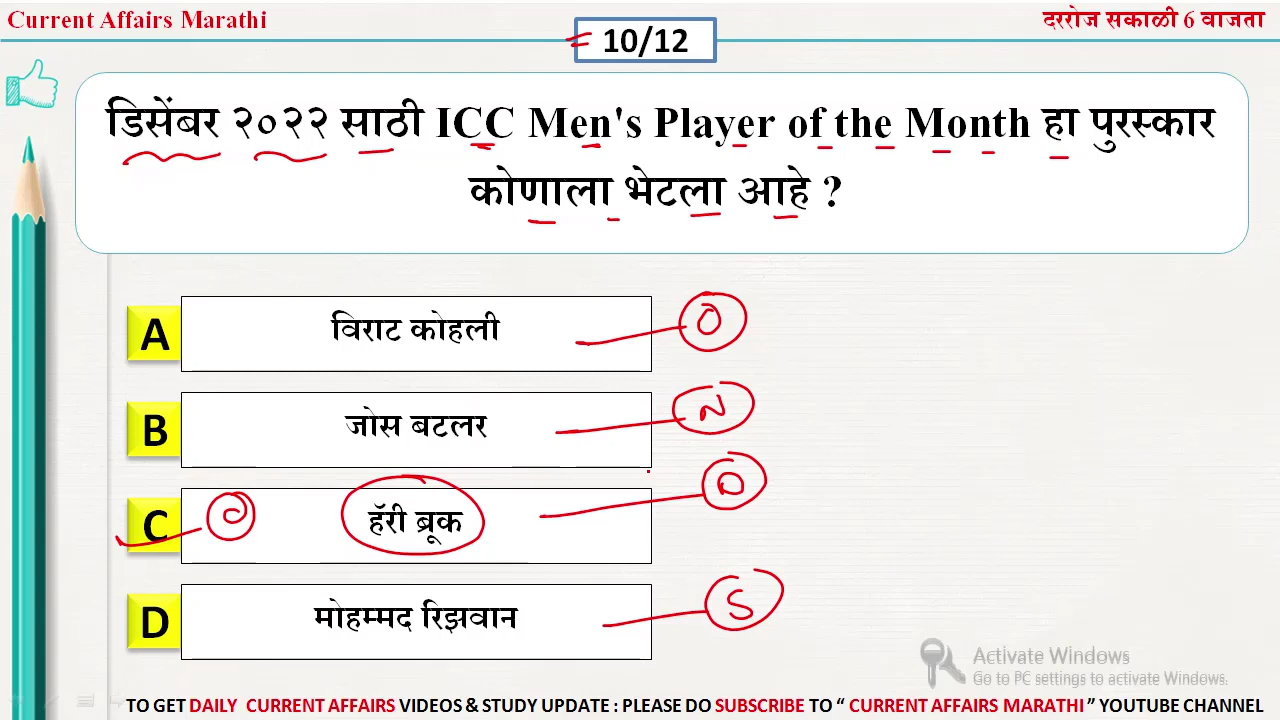 Current Affairs Marathi
दररोज सकाळी 6 वाजता
10/12
डिसेंबर २०२२ साठी ICC Men's Player of the Month हा पुरस्कार
कोणाला भेटला आहे ?
A विराट कोहली O
B जोस बटलर N
C हॅरी ब्रूक D
D मोहम्मद रिझवान S
Activate Windows
Go to PC settings to activate Windows.
TO GET DAILY CURRENT AFFAIRS VIDEOS & STUDY UPDATE : PLEASE DO SUBSCRIBE TO “ CURRENT AFFAIRS MARATHI ” YOUTUBE CHANNEL